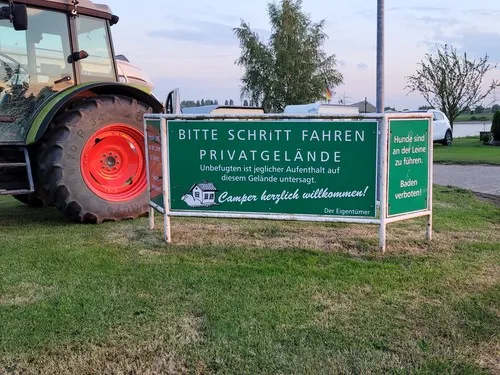 BITTE SCHRITT FAHREN
PRIVATGELÄNDE
Unbefugten ist jeglicher Aufenthalt auf
diesem Gelände untersagt.
Camper herzlich willkommen!
Der Eigentümer
Hunde sind
an der Leine
zu führen.
Baden
verboten!